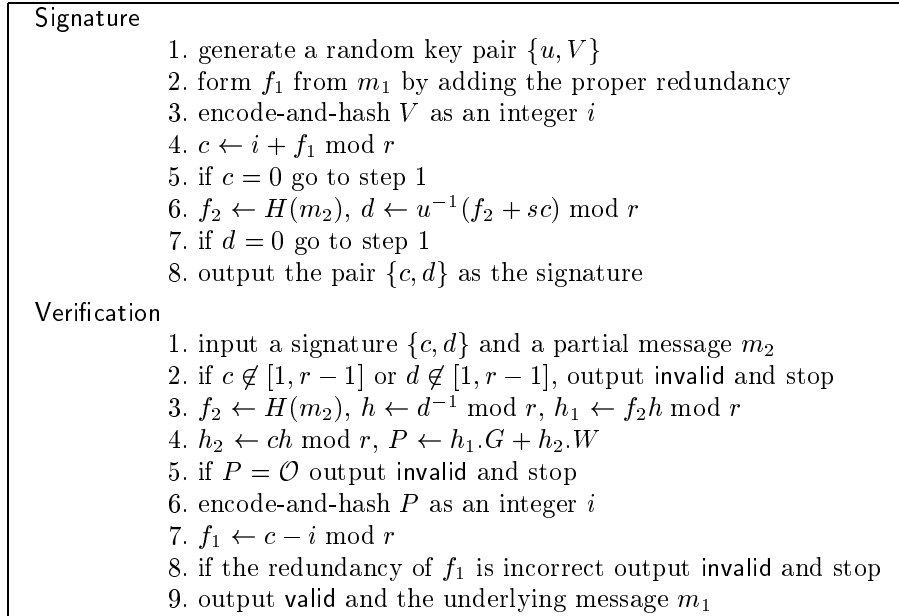 Signature
1. generate a random key pair {u, V}
2. form f₁ from m₁ by adding the proper redundancy
3. encode-and-hash V as an integer i
4. c ← i + f₁ mod r
5. if c = 0 go to step 1
6. f₂ ← H(m₂), d ← u⁻¹(f₂ + sc) mod r
7. if d = 0 go to step 1
8. output the pair {c, d} as the signature
Verification
1. input a signature {c, d} and a partial message m₂
2. if c ∉ [1, r − 1] or d ∉ [1, r − 1], output invalid and stop
3. f₂ ← H(m₂), h ← d⁻¹ mod r, h₁ ← f₂h mod r
4. h₂ ← ch mod r, P ← h₁.G + h₂.W
5. if P = 𝒪 output invalid and stop
6. encode-and-hash P as an integer i
7. f₁ ← c − i mod r
8. if the redundancy of f₁ is incorrect output invalid and stop
9. output valid and the underlying message m₁